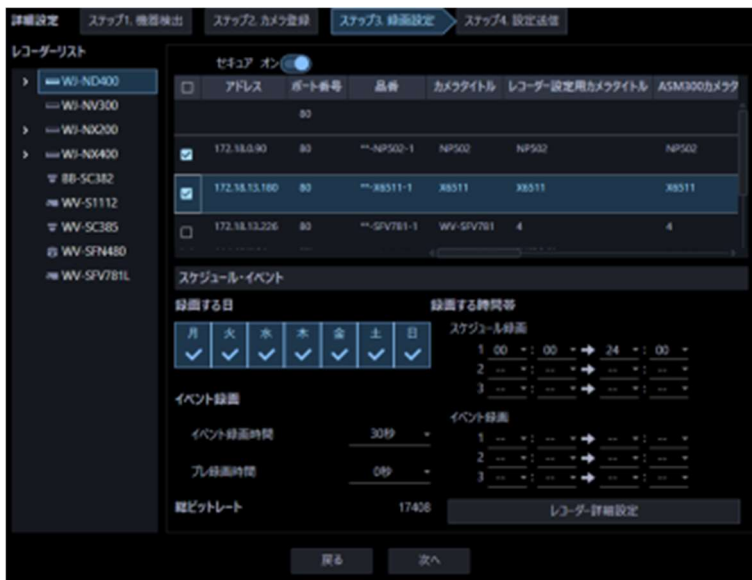 詳細設定 ステップ1. 機器検出 ステップ2. カメラ登録 ステップ3. 録画設定 ステップ4. 設定送信
レコーダーリスト
WJ-ND400
WJ-NV300
WJ-NX200
WJ-NX400
BB-SC382
WV-S1112
WV-SC385
WV-SFN480
WV-SFV781L
セキュア オン
アドレス ポート番号 品番 カメラタイトル レコーダー設定用カメラタイトル ASM300カメラタ
80
172.18.0.90 80 **-NP502-1 NP502 NP502 NP502
172.18.13.180 80 **-X6511-1 X6511 X6511 X6511
172.18.13.226 80 **-SFV781-1 WV-SFV781 4 4
スケジュール・イベント
録画する日 録画する時間帯
月 火 水 木 金 土 日
スケジュール録画
1 00 : 00 → 24 : 00
2 -- : -- → -- : --
3 -- : -- → -- : --
イベント録画
イベント録画時間 30秒
プレ録画時間 0秒
イベント録画
1 -- : -- → -- : --
2 -- : -- → -- : --
3 -- : -- → -- : --
総ビットレート 17408
レコーダー詳細設定
戻る 次へ